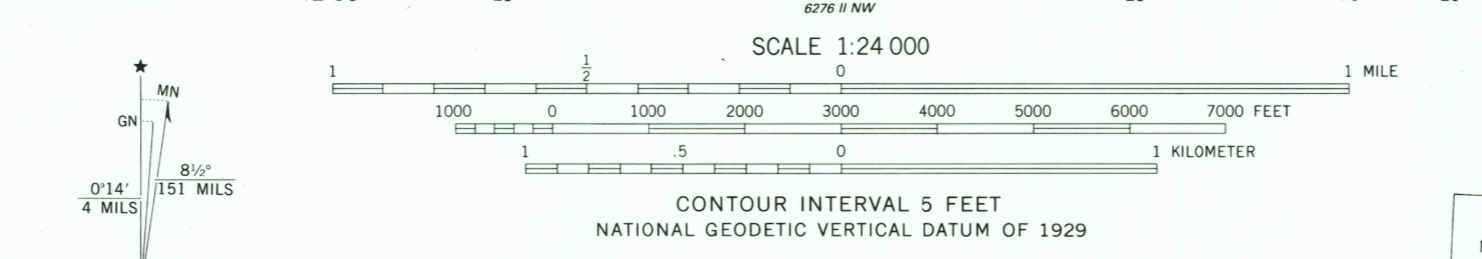 6276 II NW
SCALE 1:24 000
1 1/2 0 1 MILE
1000 0 1000 2000 3000 4000 5000 6000 7000 FEET
1 .5 0 1 KILOMETER
CONTOUR INTERVAL 5 FEET
NATIONAL GEODETIC VERTICAL DATUM OF 1929
★
MN
GN
8½°
151 MILS
0°14′
4 MILS